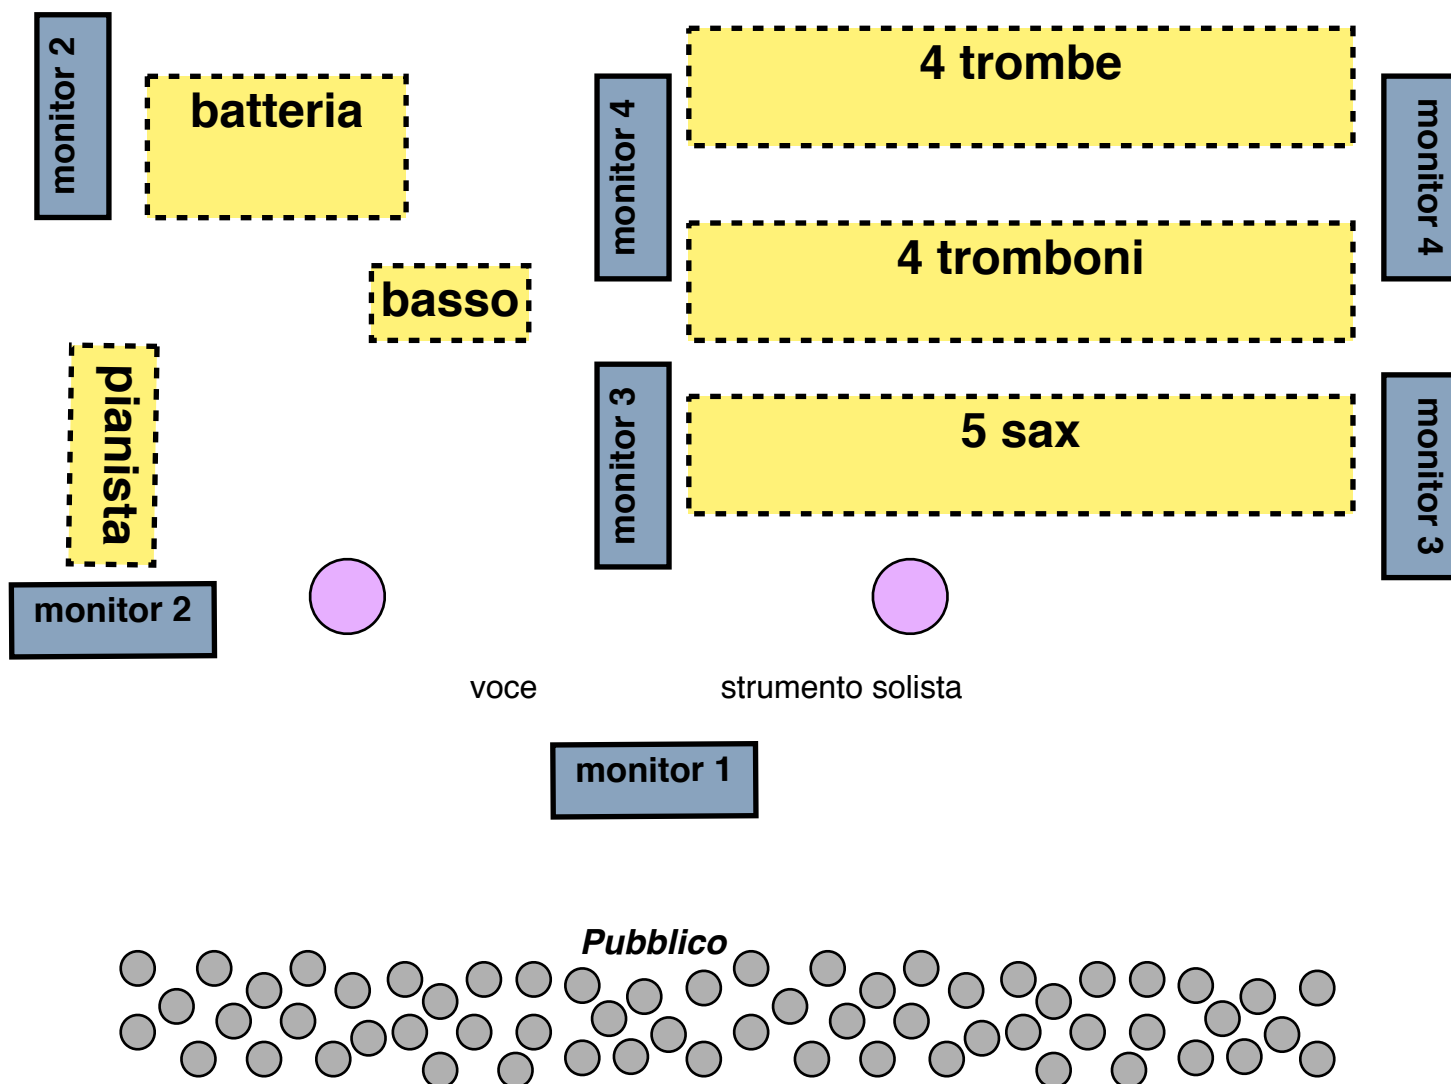 monitor 2
batteria
monitor 4
4 trombe
monitor 4
4 tromboni
basso
pianista
monitor 3
5 sax
monitor 3
monitor 2
voce
strumento solista
monitor 1
Pubblico